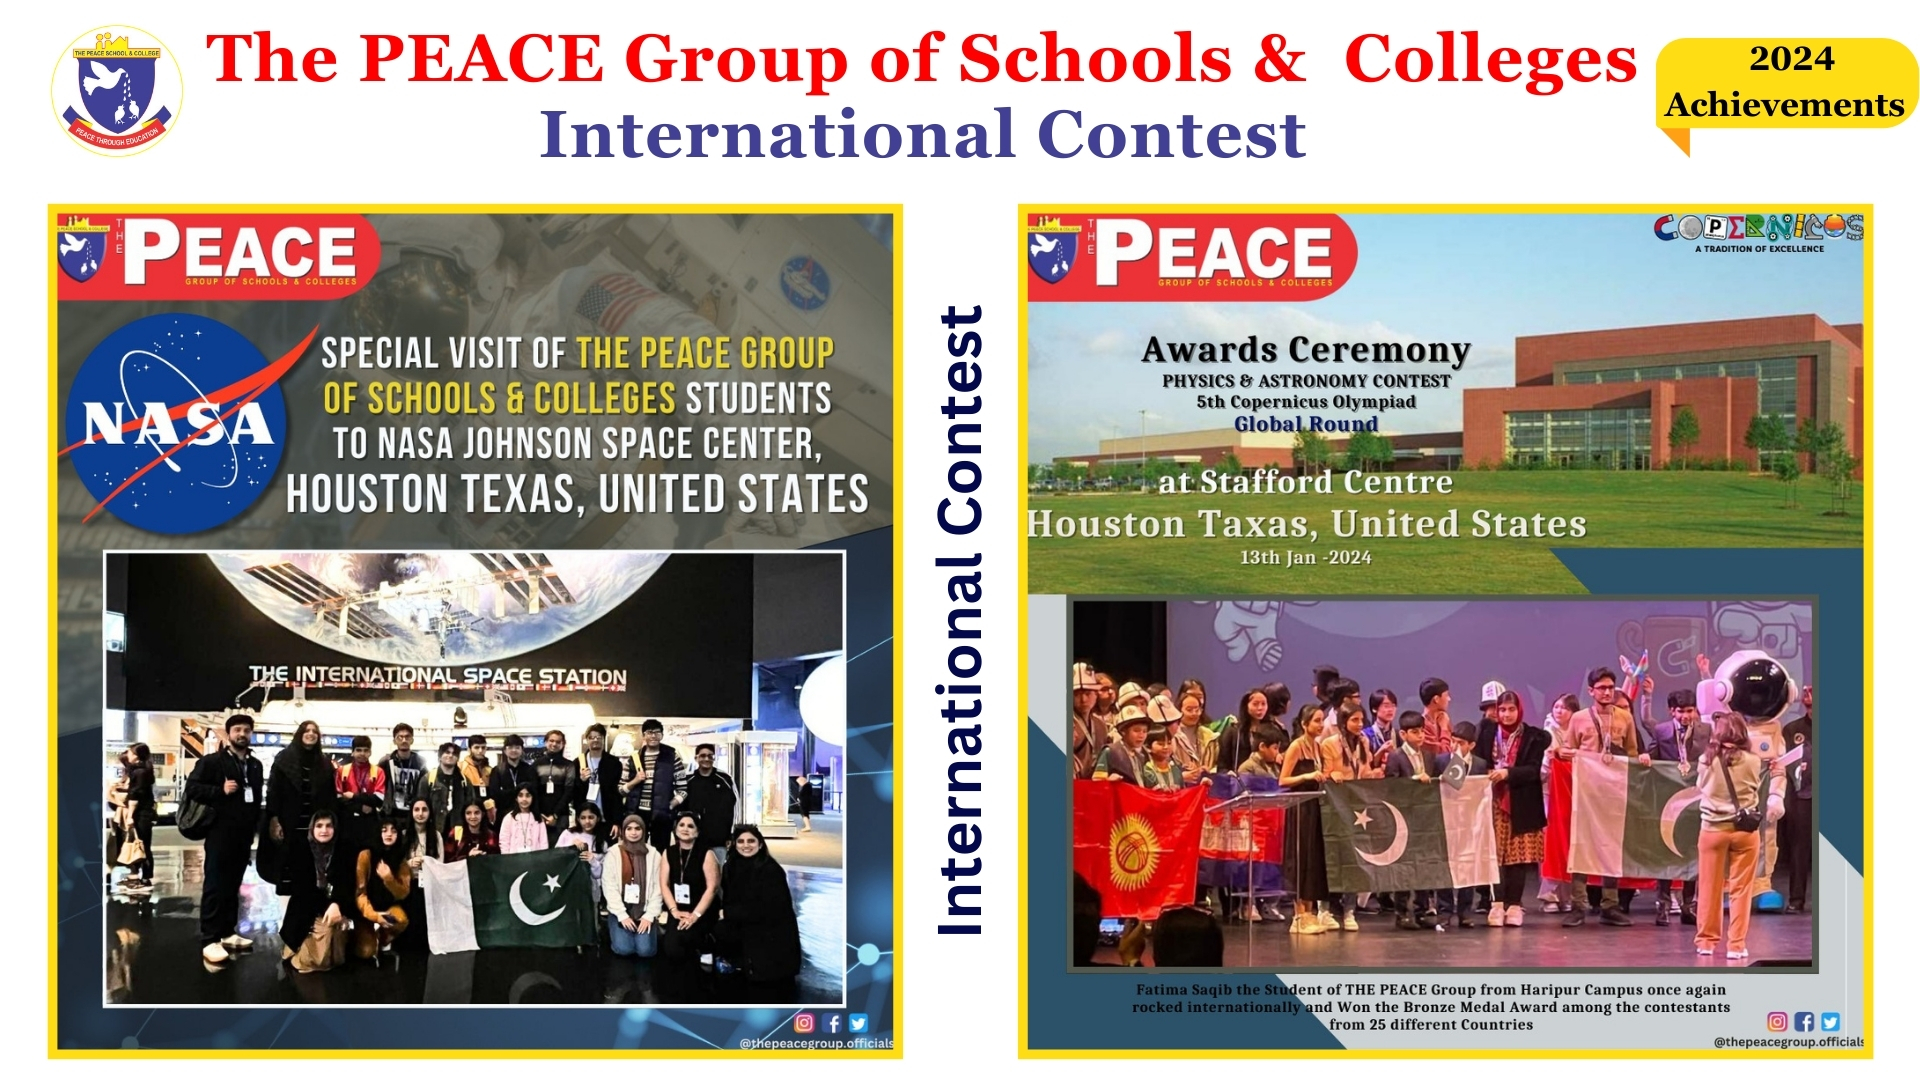 THE PEACE SCHOOL & COLLEGE
PEACE THROUGH EDUCATION
The PEACE Group of Schools & Colleges
International Contest
2024
Achievements
THE PEACE
GROUP OF SCHOOLS & COLLEGES
NASA
SPECIAL VISIT OF THE PEACE GROUP
OF SCHOOLS & COLLEGES STUDENTS
TO NASA JOHNSON SPACE CENTER,
HOUSTON TEXAS, UNITED STATES
THE INTERNATIONAL SPACE STATION
@thepeacegroup.officials
International Contest
THE PEACE
GROUP OF SCHOOLS & COLLEGES
COPERNICUS
A TRADITION OF EXCELLENCE
Awards Ceremony
PHYSICS & ASTRONOMY CONTEST
5th Copernicus Olympiad
Global Round
at Stafford Centre
Houston Taxas, United States
13th Jan -2024
Fatima Saqib the Student of THE PEACE Group from Haripur Campus once again
rocked internationally and Won the Bronze Medal Award among the contestants
from 25 different Countries
@thepeacegroup.officials